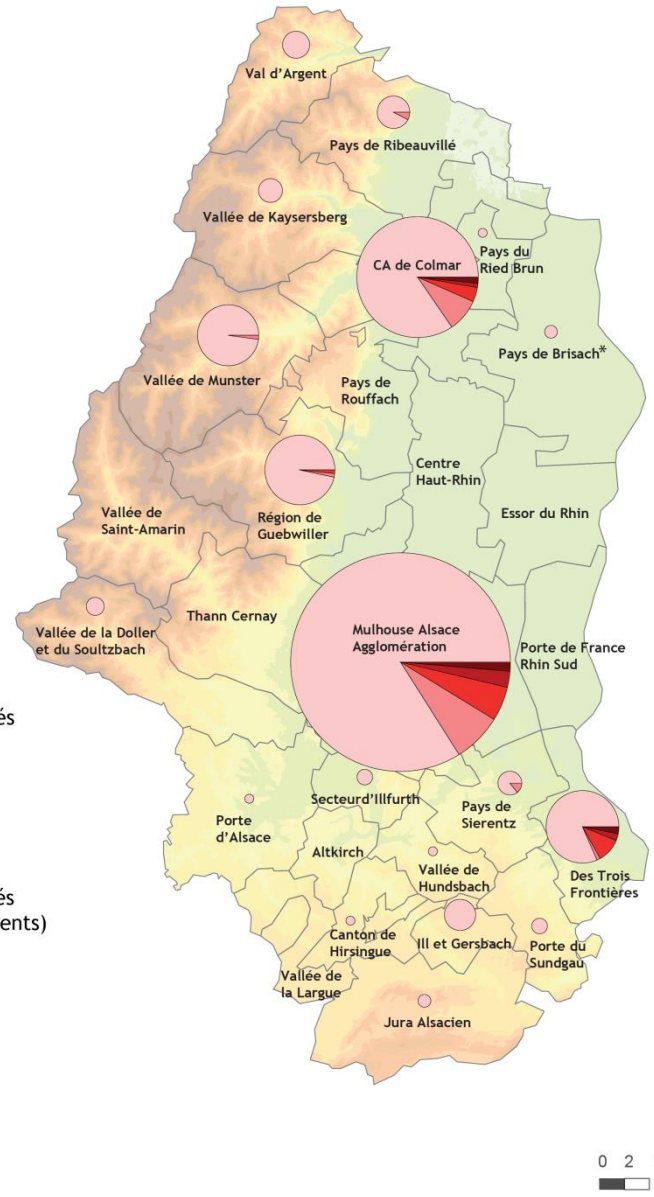 Val d'Argent
Pays de Ribeauvillé
Vallée de Kaysersberg
CA de Colmar
Pays du
Ried Brun
Pays de Brisach*
Vallée de Munster
Pays de
Rouffach
Centre
Haut-Rhin
Essor du Rhin
Région de
Guebwiller
Vallée de
Saint-Amarin
Thann Cernay
Vallée de la Doller
et du Soultzbach
Mulhouse Alsace
Agglomération
Porte de France
Rhin Sud
és
Secteurd'Illfurth
Pays de
Sierentz
Porte
d'Alsace
Altkirch
Vallée de
Hundsbach
Des Trois
Frontières
és
ents)
Canton de
Hirsingue
Ill et Gersbach
Porte du
Sundgau
Vallée de
la Largue
Jura Alsacien
0 2